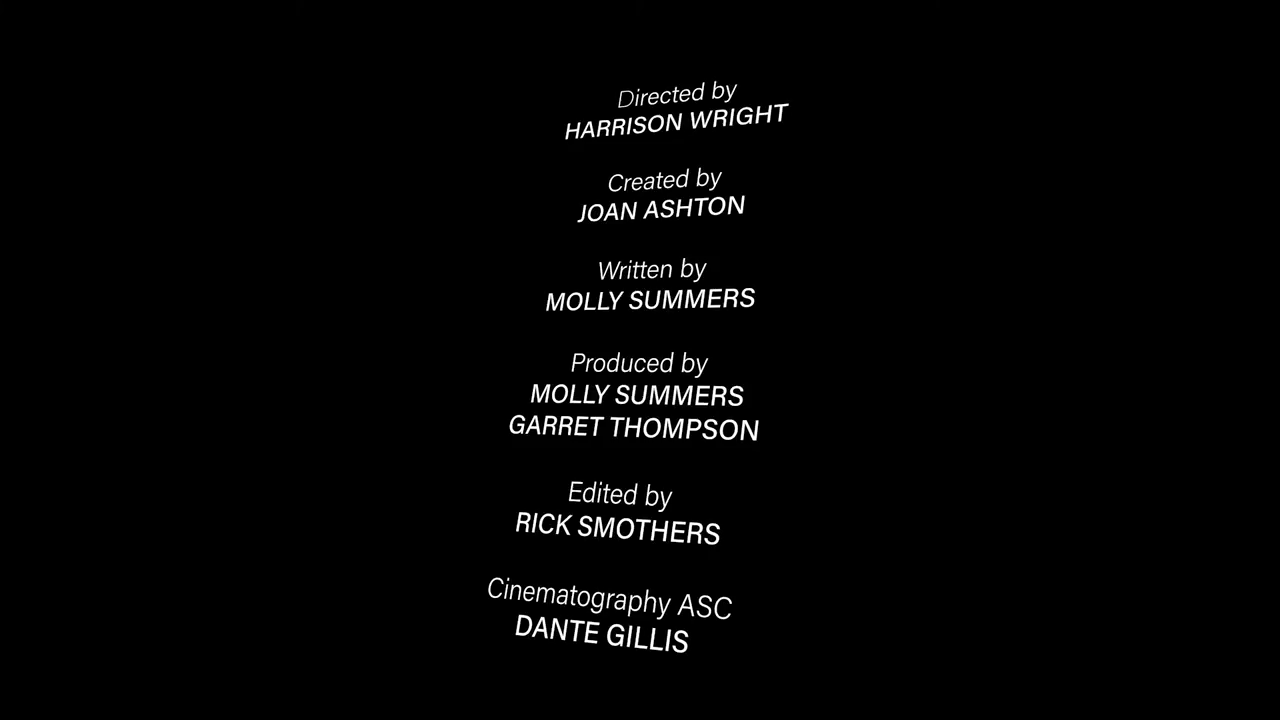 Directed by
HARRISON WRIGHT
Created by
JOAN ASHTON
Written by
MOLLY SUMMERS
Produced by
MOLLY SUMMERS
GARRET THOMPSON
Edited by
RICK SMOTHERS
Cinematography ASC
DANTE GILLIS